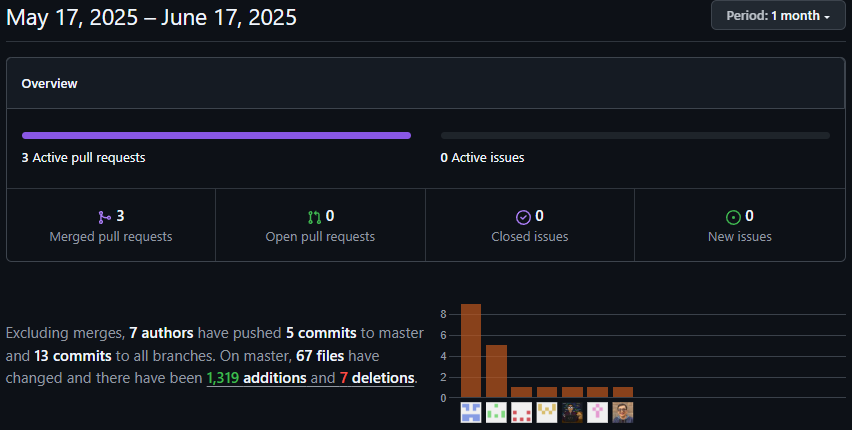 May 17, 2025 – June 17, 2025
Period: 1 month
Overview
3 Active pull requests
0 Active issues
3
Merged pull requests
0
Open pull requests
0
Closed issues
0
New issues
Excluding merges, 7 authors have pushed 5 commits to master
and 13 commits to all branches. On master, 67 files have
changed and there have been 1,319 additions and 7 deletions.
8
6
4
2
0